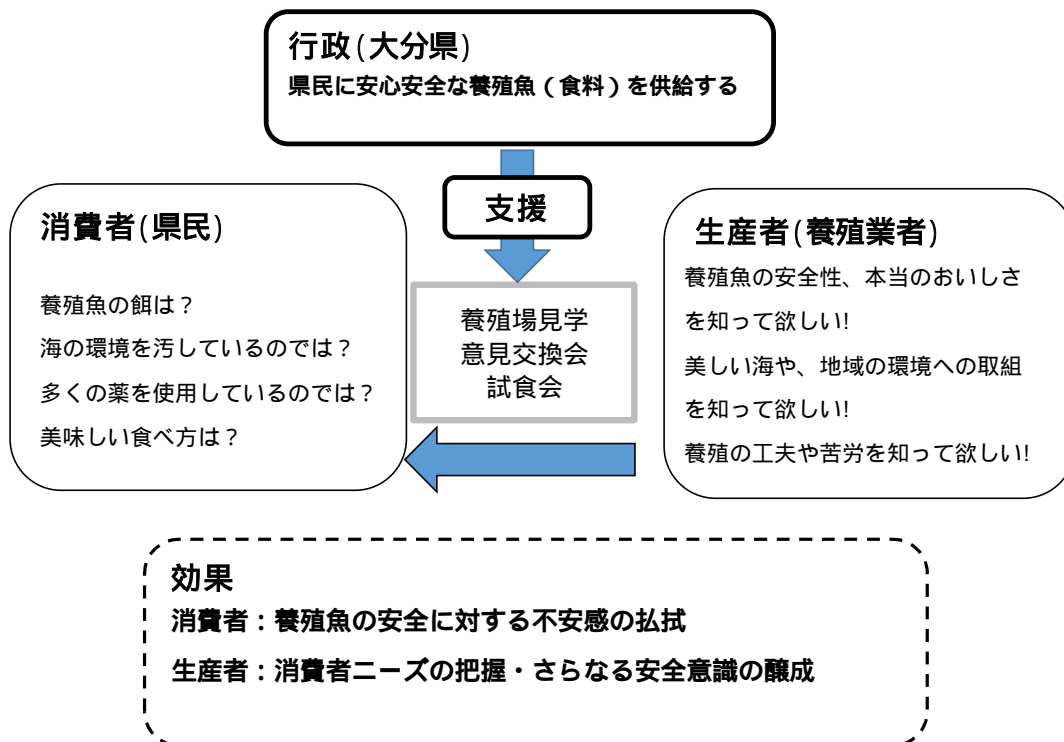 行政(大分県)
県民に安心安全な養殖魚(食料)を供給する
支援
消費者(県民)
養殖魚の餌は?
海の環境を汚しているのでは?
多くの薬を使用しているのでは?
美味しい食べ方は?
養殖場見学
意見交換会
試食会
生産者(養殖業者)
養殖魚の安全性、本当のおいしさ
を知って欲しい!
美しい海や、地域の環境への取組
を知って欲しい!
養殖の工夫や苦労を知って欲しい!
効果
消費者:養殖魚の安全に対する不安感の払拭
生産者:消費者ニーズの把握・さらなる安全意識の醸成